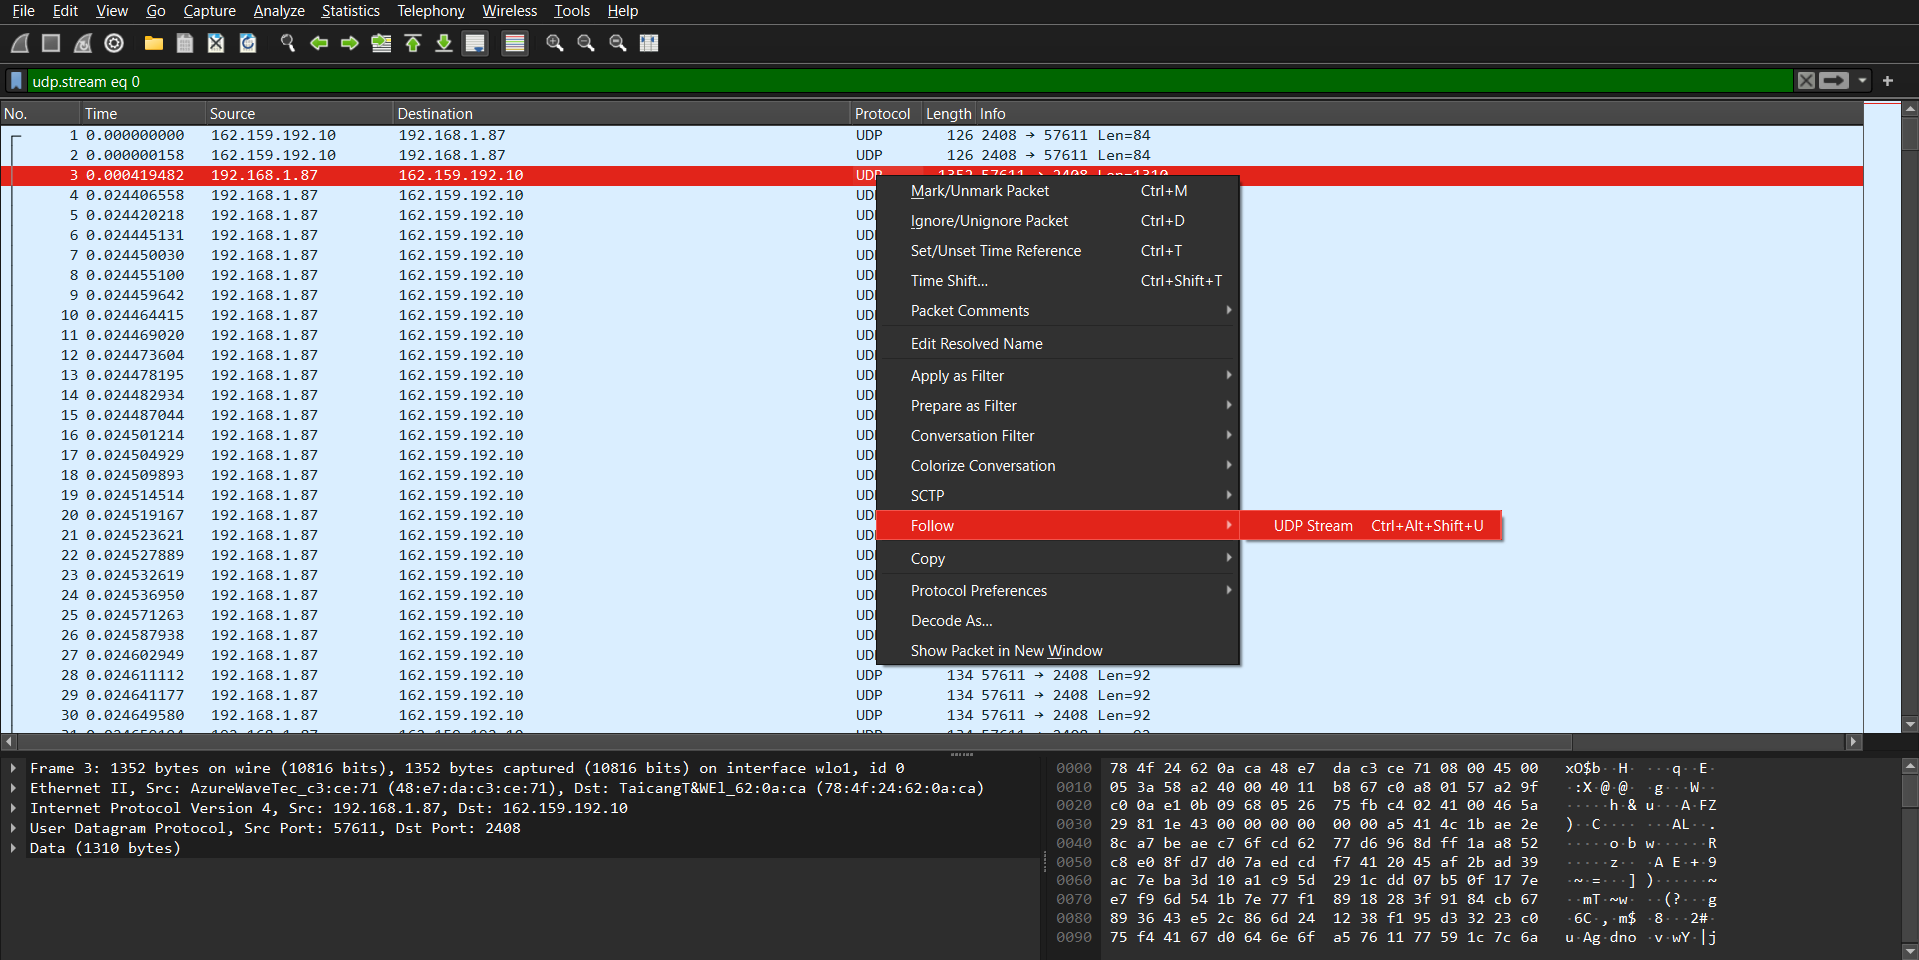 File Edit View Go Capture Analyze Statistics Telephony Wireless Tools Help
udp.stream eq 0
No. Time Source Destination Protocol Length Info
1 0.000000000 162.159.192.10 192.168.1.87 UDP 126 2408 → 57611 Len=84
2 0.000000158 162.159.192.10 192.168.1.87 UDP 126 2408 → 57611 Len=84
3 0.000419482 192.168.1.87 162.159.192.10 UDP 1352 57611 → 2408 Len=1310
4 0.024406558 192.168.1.87 162.159.192.10 UD
5 0.024420218 192.168.1.87 162.159.192.10 UD
6 0.024445131 192.168.1.87 162.159.192.10 UD
7 0.024450030 192.168.1.87 162.159.192.10 UD
8 0.024455100 192.168.1.87 162.159.192.10 UD
9 0.024459642 192.168.1.87 162.159.192.10 UD
10 0.024464415 192.168.1.87 162.159.192.10 UD
11 0.024469020 192.168.1.87 162.159.192.10 UD
12 0.024473604 192.168.1.87 162.159.192.10 UD
13 0.024478195 192.168.1.87 162.159.192.10 UD
14 0.024482934 192.168.1.87 162.159.192.10 UD
15 0.024487044 192.168.1.87 162.159.192.10 UD
16 0.024501214 192.168.1.87 162.159.192.10 UD
17 0.024504929 192.168.1.87 162.159.192.10 UD
18 0.024509893 192.168.1.87 162.159.192.10 UD
19 0.024514514 192.168.1.87 162.159.192.10 UD
20 0.024519167 192.168.1.87 162.159.192.10 UD
21 0.024523621 192.168.1.87 162.159.192.10 UD
22 0.024527889 192.168.1.87 162.159.192.10 UD
23 0.024532619 192.168.1.87 162.159.192.10 UD
24 0.024536950 192.168.1.87 162.159.192.10 UD
25 0.024571263 192.168.1.87 162.159.192.10 UD
26 0.024587938 192.168.1.87 162.159.192.10 UD
27 0.024602949 192.168.1.87 162.159.192.10 UD
28 0.024611112 192.168.1.87 162.159.192.10 UDP 134 57611 → 2408 Len=92
29 0.024641177 192.168.1.87 162.159.192.10 UDP 134 57611 → 2408 Len=92
30 0.024649580 192.168.1.87 162.159.192.10 UDP 134 57611 → 2408 Len=92
Mark/Unmark Packet Ctrl+M
Ignore/Unignore Packet Ctrl+D
Set/Unset Time Reference Ctrl+T
Time Shift... Ctrl+Shift+T
Packet Comments
Edit Resolved Name
Apply as Filter
Prepare as Filter
Conversation Filter
Colorize Conversation
SCTP
Follow
UDP Stream Ctrl+Alt+Shift+U
Copy
Protocol Preferences
Decode As...
Show Packet in New Window
Frame 3: 1352 bytes on wire (10816 bits), 1352 bytes captured (10816 bits) on interface wlo1, id 0
Ethernet II, Src: AzureWaveTec_c3:ce:71 (48:e7:da:c3:ce:71), Dst: TaicangT&WEl_62:0a:ca (78:4f:24:62:0a:ca)
Internet Protocol Version 4, Src: 192.168.1.87, Dst: 162.159.192.10
User Datagram Protocol, Src Port: 57611, Dst Port: 2408
Data (1310 bytes)
0000 78 4f 24 62 0a ca 48 e7 da c3 ce 71 08 00 45 00 xO$b·H· ···q··E·
0010 05 3a 58 a2 40 00 40 11 b8 67 c0 a8 01 57 a2 9f ·:X·@·@· ·g···W··
0020 c0 0a e1 0b 09 68 05 26 75 fb c4 02 41 00 46 5a ·····h·& u···A·FZ
0030 29 81 1e 43 00 00 00 00 00 00 a5 41 4c 1b ae 2e )··C···· ···AL··.
0040 8c a7 be ae c7 6f cd 62 77 d6 96 8d ff 1a a8 52 ·····o·b w······R
0050 c8 e0 8f d7 d0 7a ed cd f7 41 20 45 af 2b ad 39 ·····z·· ·A E·+·9
0060 ac 7e ba 3d 10 a1 c9 5d 29 1c dd 07 b5 0f 17 7e ·~·=···] )······~
0070 e7 f9 6d 54 1b 7e 77 f1 89 18 28 3f 91 84 cb 67 ··mT·~w· ··(?···g
0080 89 36 43 e5 2c 86 6d 24 12 38 f1 95 d3 32 23 c0 ·6C·,·m$ ·8···2#·
0090 75 f4 41 67 d0 64 6e 6f a5 76 11 77 59 1c 7c 6a u·Ag·dno ·v·wY·|j